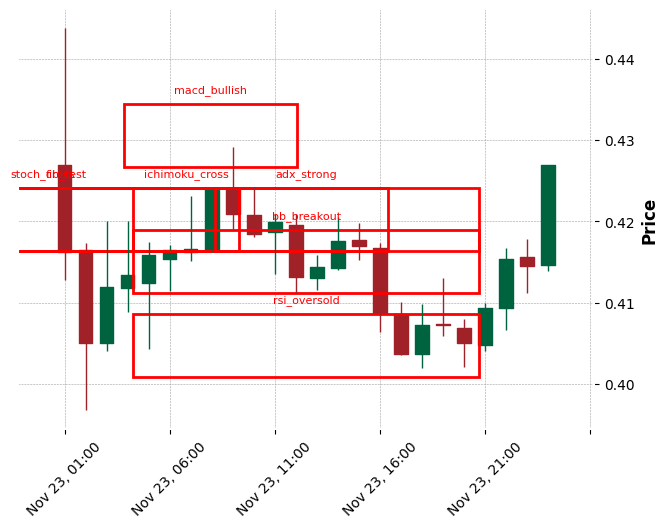 macd_bullish
0.44
0.43
ichimoku_cross
adx_strong
bb_breakout
0.42
rsi_oversold
0.41
0.40
Price
Nov 23, 01:00
Nov 23, 06:00
Nov 23, 11:00
Nov 23, 16:00
Nov 23, 21:00